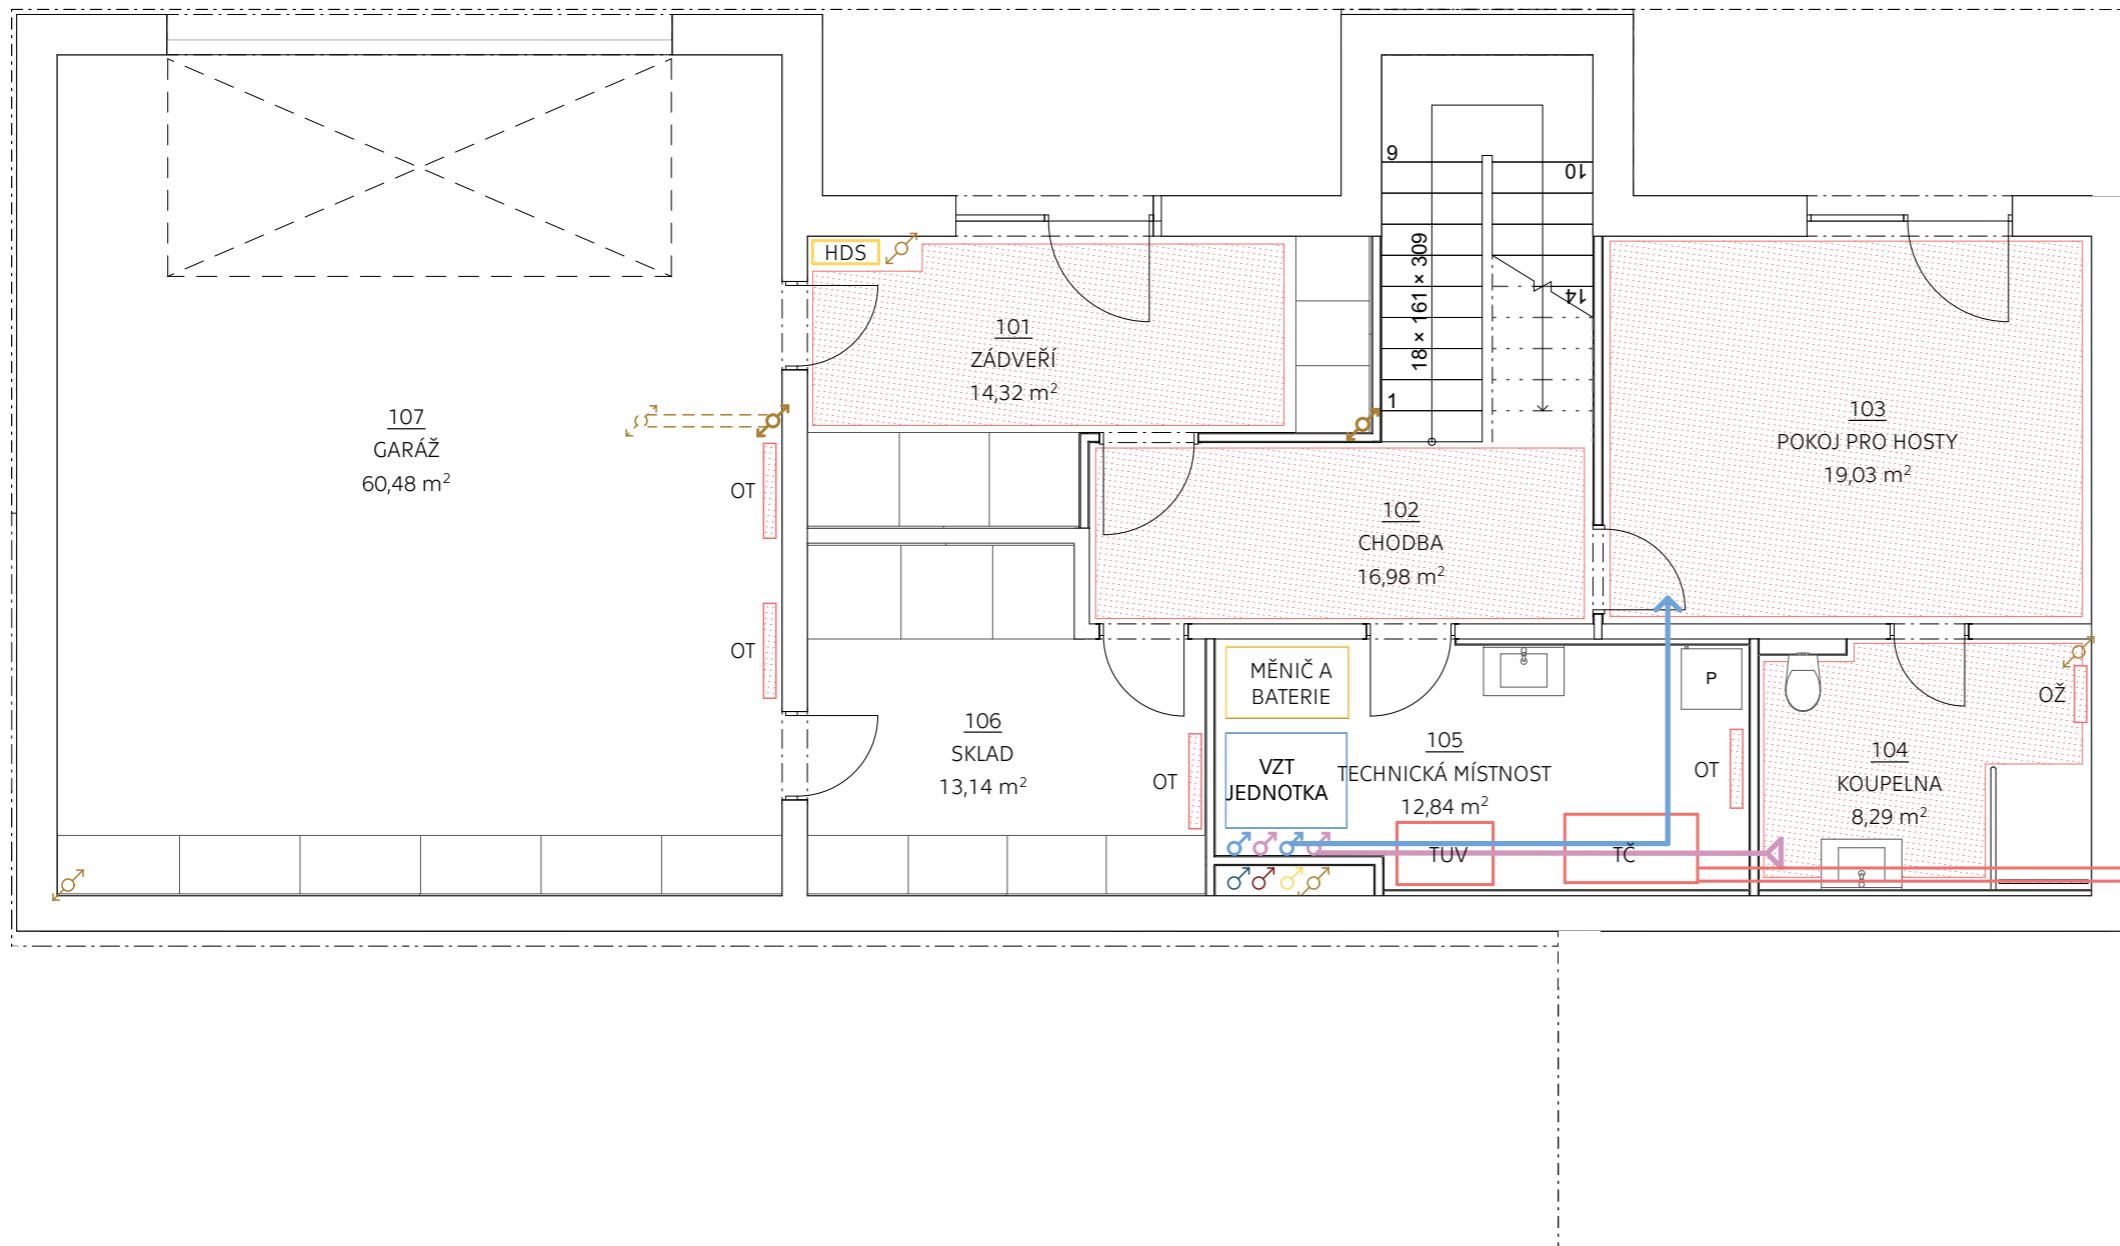 9
10
HDS
18 × 161 × 309
14
101
ZÁDVEŘÍ
14,32 m²
1
107
GARÁŽ
60,48 m²
103
POKOJ PRO HOSTY
19,03 m²
OT
102
CHODBA
16,98 m²
OT
MĚNIČ A
BATERIE
P
OŽ
106
SKLAD
13,14 m²
OT
VZT
JEDNOTKA
105
TECHNICKÁ MÍSTNOST
12,84 m²
OT
104
KOUPELNA
8,29 m²
TUV
TČ